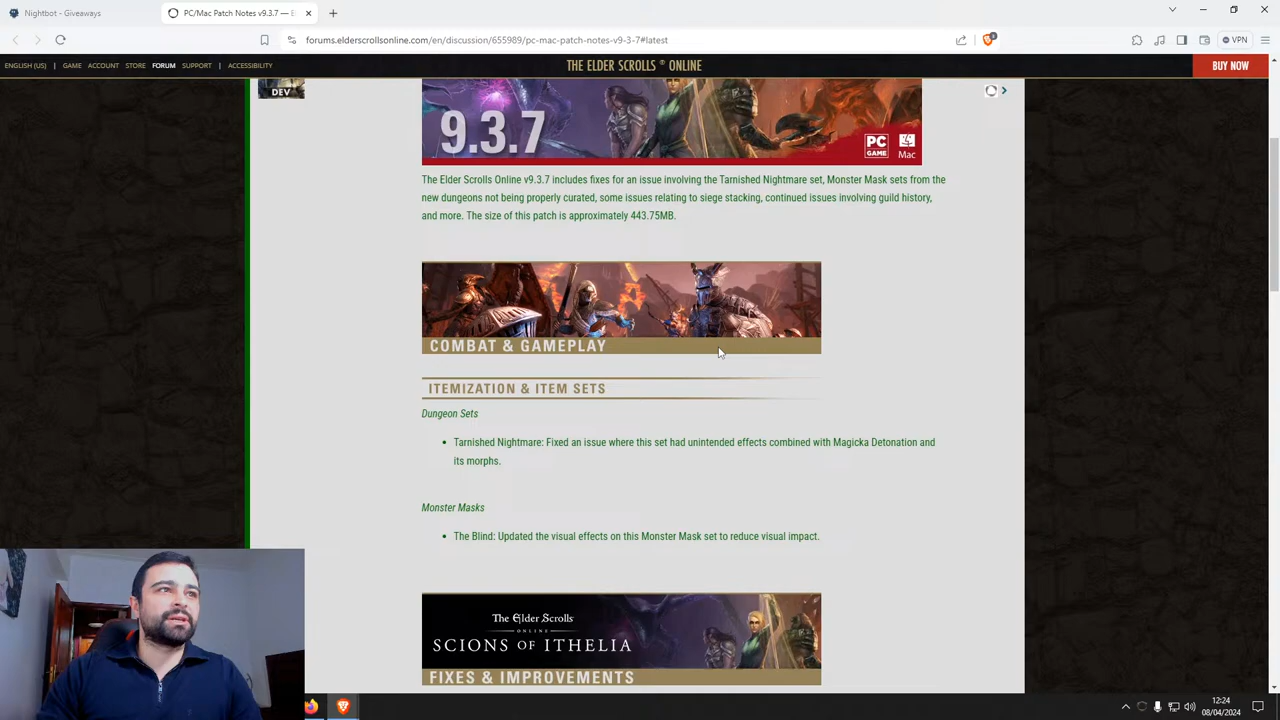 Nightbot - Giveaways
PC/Mac Patch Notes v9.3.7 — E
forums.elderscrollsonline.com/en/discussion/655989/pc-mac-patch-notes-v9-3-7#latest
VPN
ENGLISH (US) | GAME ACCOUNT STORE FORUM SUPPORT | ACCESSIBILITY
THE ELDER SCROLLS ® ONLINE
BUY NOW
DEV
9.3.7
PC GAME
Mac
The Elder Scrolls Online v9.3.7 includes fixes for an issue involving the Tarnished Nightmare set, Monster Mask sets from the
new dungeons not being properly curated, some issues relating to siege stacking, continued issues involving guild history,
and more. The size of this patch is approximately 443.75MB.
COMBAT & GAMEPLAY
ITEMIZATION & ITEM SETS
Dungeon Sets
• Tarnished Nightmare: Fixed an issue where this set had unintended effects combined with Magicka Detonation and
its morphs.
Monster Masks
• The Blind: Updated the visual effects on this Monster Mask set to reduce visual impact.
The Elder Scrolls
ONLINE
SCIONS OF ITHELIA
FIXES & IMPROVEMENTS
12:24
08/04/2024